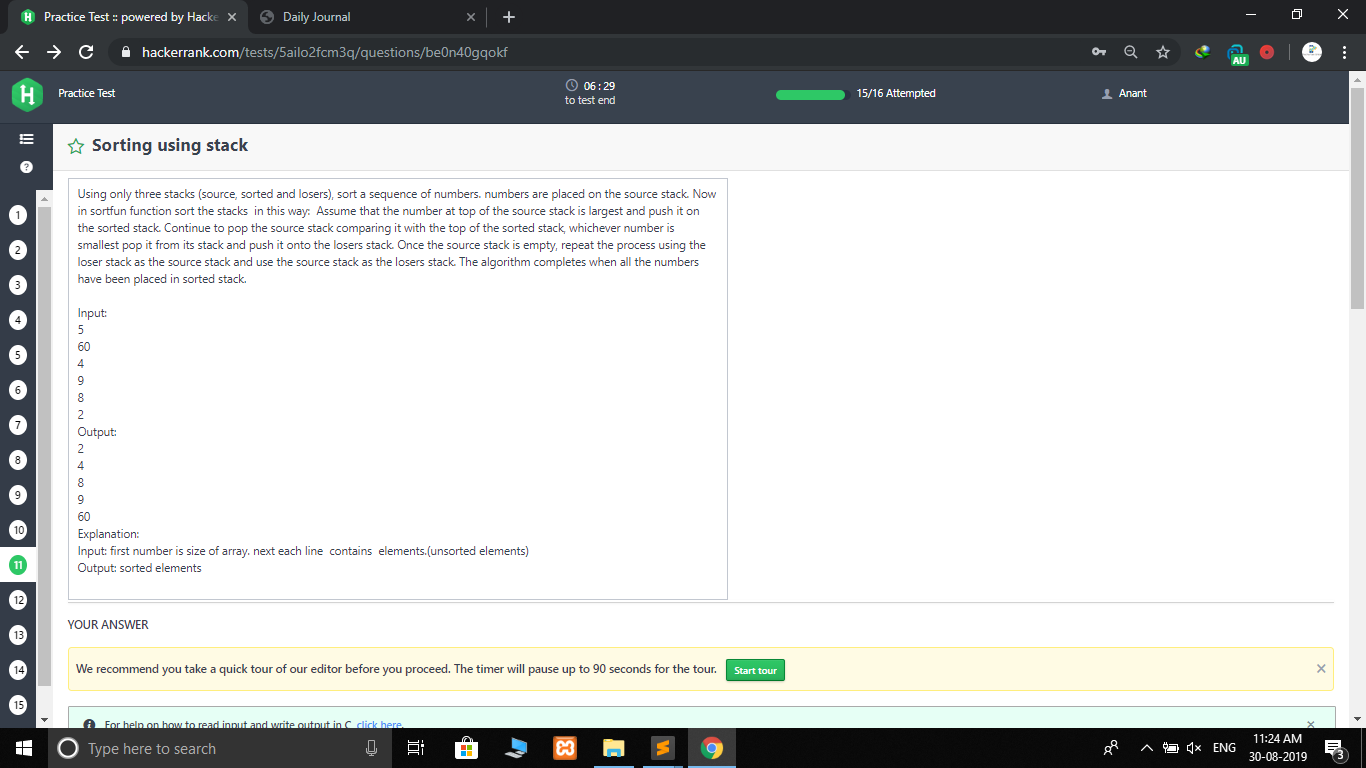 Practice Test :: powered by Hacke
Daily Journal
hackerrank.com/tests/5ailo2fcm3q/questions/be0n40gqokf
AU
H
Practice Test
06 : 29
to test end
15/16 Attempted
Anant
?
Sorting using stack
1
2
3
4
5
6
7
8
9
10
11
12
13
14
15
Using only three stacks (source, sorted and losers), sort a sequence of numbers. numbers are placed on the source stack. Now
in sortfun function sort the stacks in this way: Assume that the number at top of the source stack is largest and push it on
the sorted stack. Continue to pop the source stack comparing it with the top of the sorted stack, whichever number is
smallest pop it from its stack and push it onto the losers stack. Once the source stack is empty, repeat the process using the
loser stack as the source stack and use the source stack as the losers stack. The algorithm completes when all the numbers
have been placed in sorted stack.
Input:
5
60
4
9
8
2
Output:
2
4
8
9
60
Explanation:
Input: first number is size of array. next each line contains elements.(unsorted elements)
Output: sorted elements
YOUR ANSWER
We recommend you take a quick tour of our editor before you proceed. The timer will pause up to 90 seconds for the tour. Start tour
For help on how to read input and write output in C, click here.
Type here to search
ENG
11:24 AM
30-08-2019
3